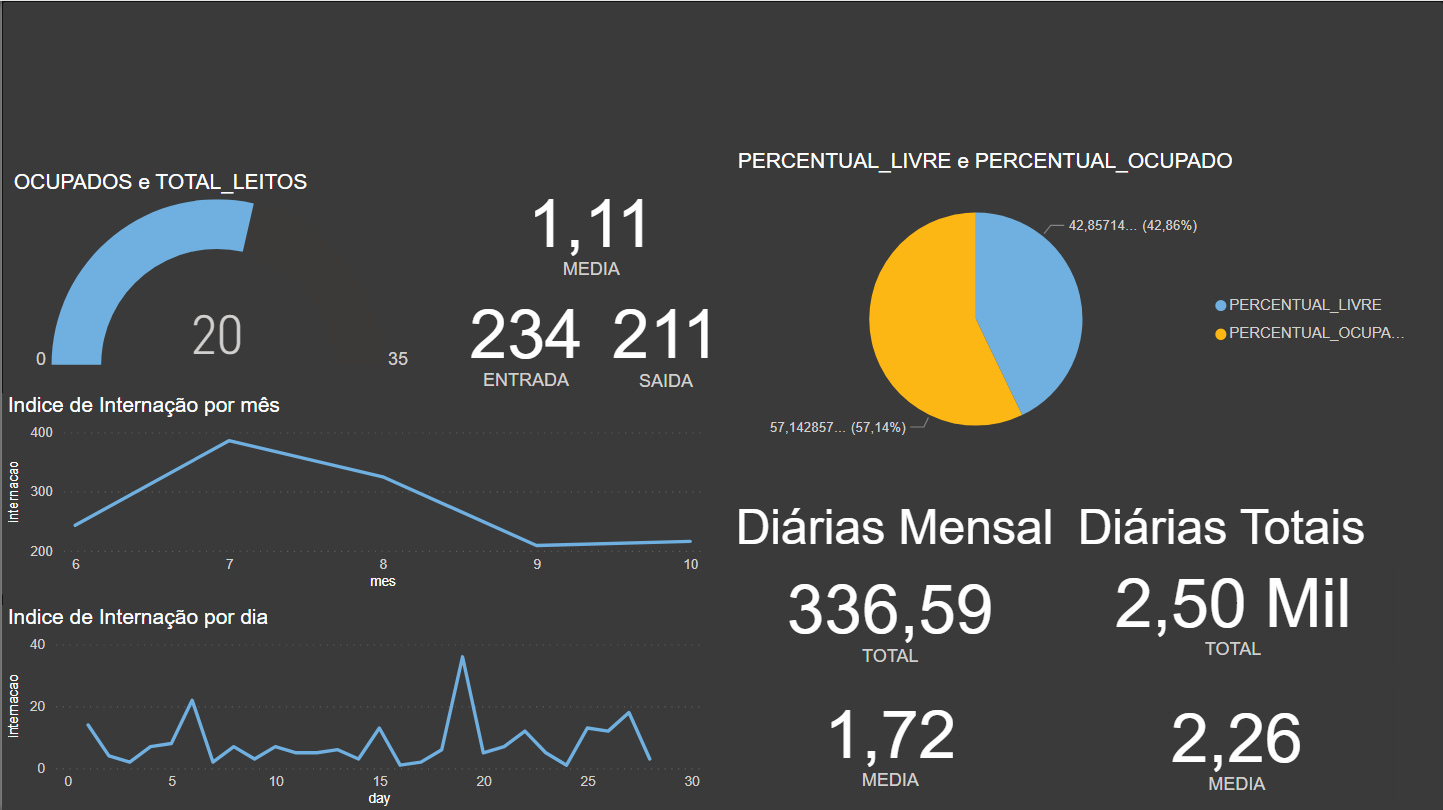 OCUPADOS e TOTAL_LEITOS
20
0
35
1,11
MEDIA
234
ENTRADA
211
SAIDA
PERCENTUAL_LIVRE e PERCENTUAL_OCUPADO
42,85714... (42,86%)
57,142857... (57,14%)
PERCENTUAL_LIVRE
PERCENTUAL_OCUPA...
Indice de Internação por mês
Internacao
400
300
200
6 7 8 9 10
mes
Indice de Internação por dia
Internacao
40
20
0
0 5 10 15 20 25 30
day
Diárias Mensal
336,59
TOTAL
1,72
MEDIA
Diárias Totais
2,50 Mil
TOTAL
2,26
MEDIA